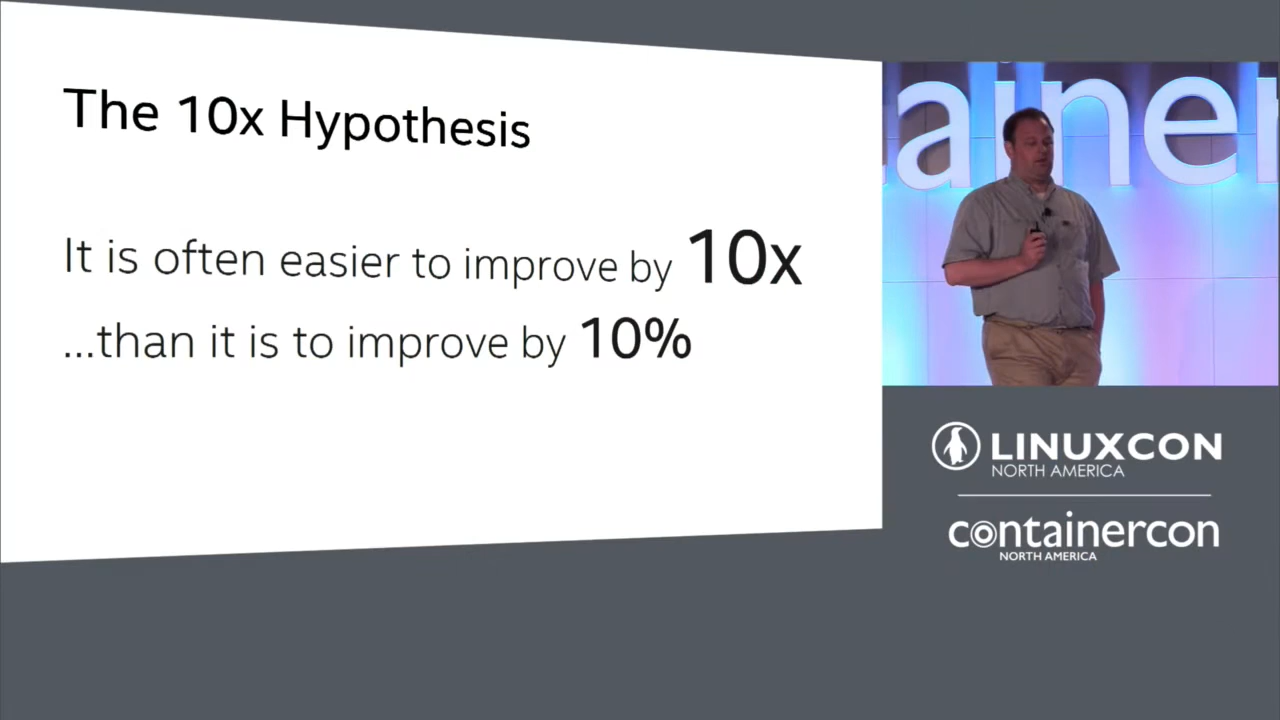 The 10x Hypothesis
It is often easier to improve by 10x
...than it is to improve by 10%
ainer
LINUXCON
NORTH AMERICA
containercon
NORTH AMERICA